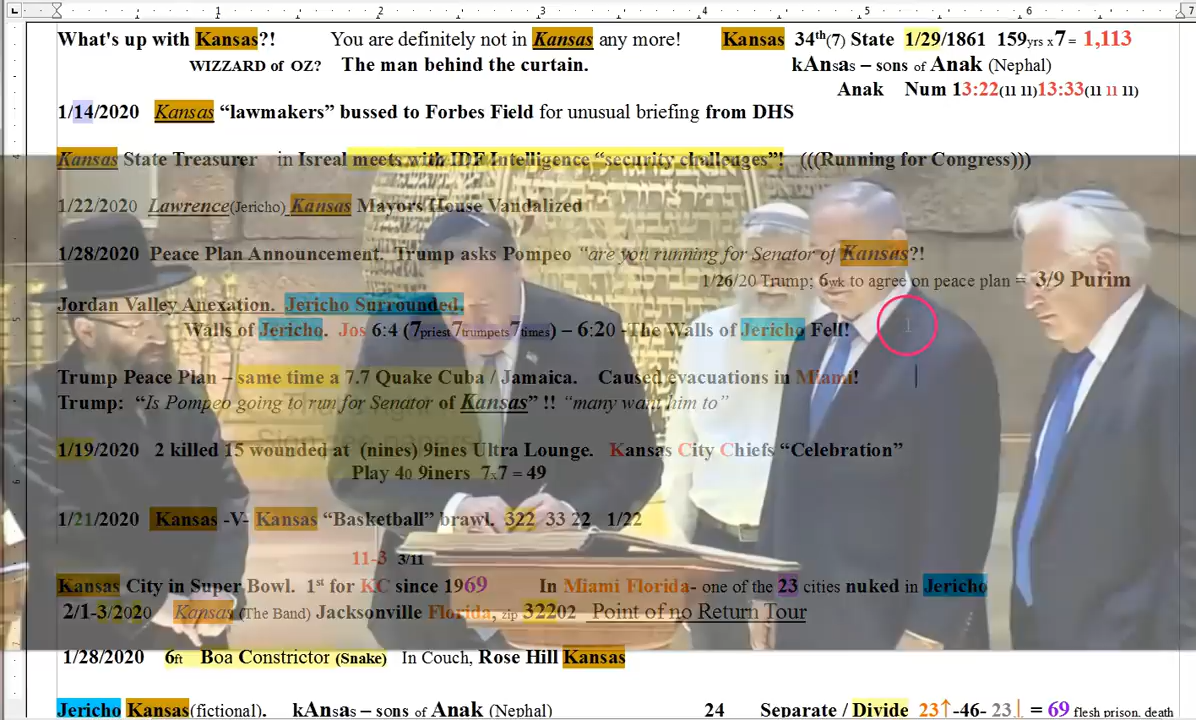 1 2 3 4 5 6 7
What's up with Kansas?! You are definitely not in Kansas any more! Kansas 34th(7) State 1/29/1861 159yrs x7= 1,113
WIZZARD of OZ? The man behind the curtain. kAnsas – sons of Anak (Nephal)
Anak Num 13:22(11 11)13:33(11 11 11)
1/14/2020 Kansas “lawmakers” bussed to Forbes Field for unusual briefing from DHS
Kansas State Treasurer in Isreal meets with IDF Intelligence “security challenges”! (((Running for Congress)))
1/22/2020 Lawrence(Jericho) Kansas Mayors House Vandalized
1/28/2020 Peace Plan Announcement. Trump asks Pompeo “are you running for Senator of Kansas?!
1/26/20 Trump; 6wk to agree on peace plan = 3/9 Purim
Jordan Valley Anexation. Jericho Surrounded.
Walls of Jericho. Jos 6:4 (7priest7trumpets7times) – 6:20 -The Walls of Jericho Fell!
Trump Peace Plan – same time a 7.7 Quake Cuba / Jamaica. Caused evacuations in Miami!
Trump: “Is Pompeo going to run for Senator of Kansas” !! “many want him to”
1/19/2020 2 killed 15 wounded at (nines) 9ines Ultra Lounge. Kansas City Chiefs “Celebration”
Play 40 9iners 7x7 = 49
1/21/2020 Kansas -V- Kansas “Basketball” brawl. 322 33 22 1/22
11-3 3/11
Kansas City in Super Bowl. 1st for KC since 1969 In Miami Florida- one of the 23 cities nuked in Jericho
2/1-3/2020 Kansas (The Band) Jacksonville Florida, zip 32202 Point of no Return Tour
1/28/2020 6ft Boa Constrictor (Snake) In Couch, Rose Hill Kansas
Jericho Kansas(fictional). kAnsas – sons of Anak (Nephal) 24 Separate / Divide 23↑-46- 23↓ = 69 flesh prison, death